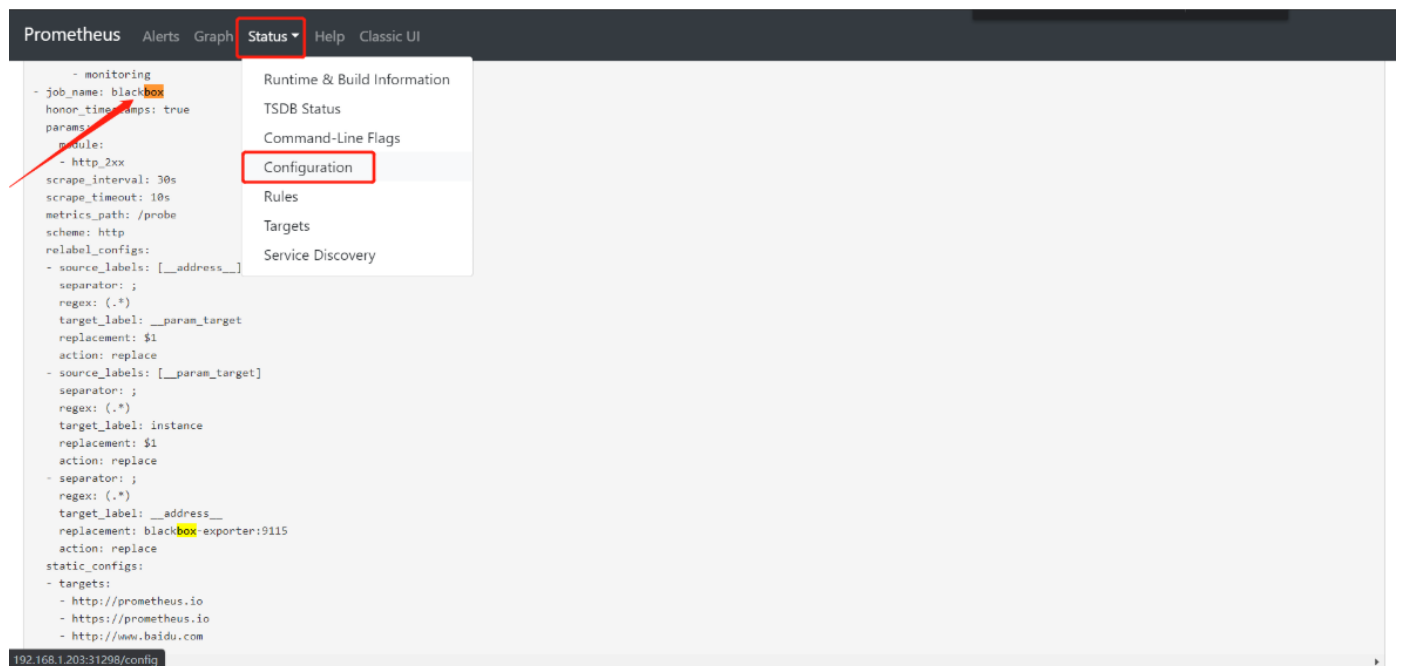 Prometheus Alerts Graph Status Help Classic UI
- monitoring
- job_name: blackbox
honor_timestamps: true
params:
module:
- http_2xx
scrape_interval: 30s
scrape_timeout: 10s
metrics_path: /probe
scheme: http
relabel_configs:
- source_labels: [__address__]
separator: ;
regex: (.*)
target_label: __param_target
replacement: $1
action: replace
- source_labels: [__param_target]
separator: ;
regex: (.*)
target_label: instance
replacement: $1
action: replace
- separator: ;
regex: (.*)
target_label: __address__
replacement: blackbox-exporter:9115
action: replace
static_configs:
- targets:
- http://prometheus.io
- https://prometheus.io
- http://www.baidu.com
Runtime & Build Information
TSDB Status
Command-Line Flags
Configuration
Rules
Targets
Service Discovery
192.168.1.203:31298/config